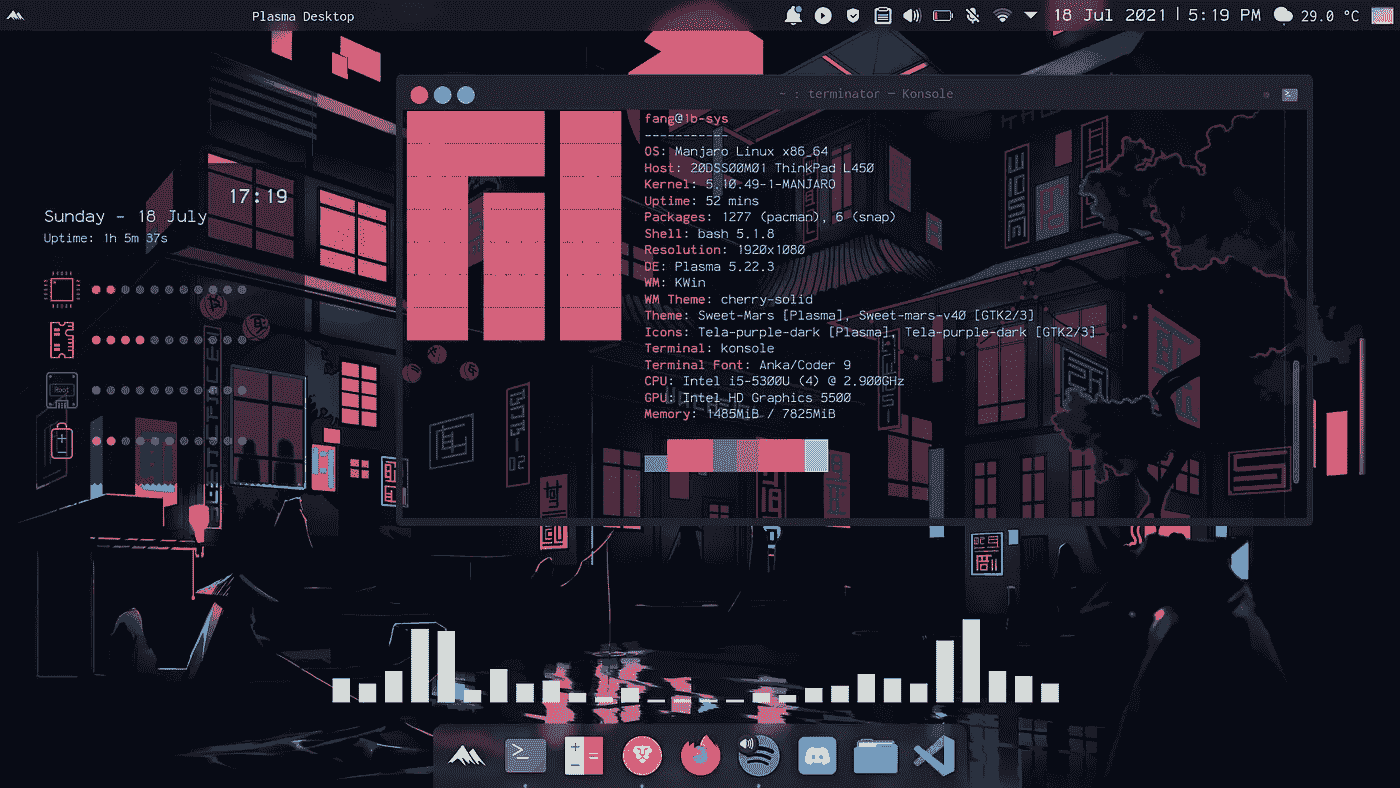 Plasma Desktop
18 Jul 2021 | 5:19 PM 29.0 °C
~ : terminator — Konsole
17:19
Sunday - 18 July
Uptime: 1h 5m 37s
Root
fang@lb-sys
-----------
OS: Manjaro Linux x86_64
Host: 20DSS00M01 ThinkPad L450
Kernel: 5.10.49-1-MANJARO
Uptime: 52 mins
Packages: 1277 (pacman), 6 (snap)
Shell: bash 5.1.8
Resolution: 1920x1080
DE: Plasma 5.22.3
WM: KWin
WM Theme: cherry-solid
Theme: Sweet-Mars [Plasma], Sweet-mars-v40 [GTK2/3]
Icons: Tela-purple-dark [Plasma], Tela-purple-dark [GTK2/3]
Terminal: konsole
Terminal Font: Anka/Coder 9
CPU: Intel i5-5300U (4) @ 2.900GHz
GPU: Intel HD Graphics 5500
Memory: 1485MiB / 7825MiB